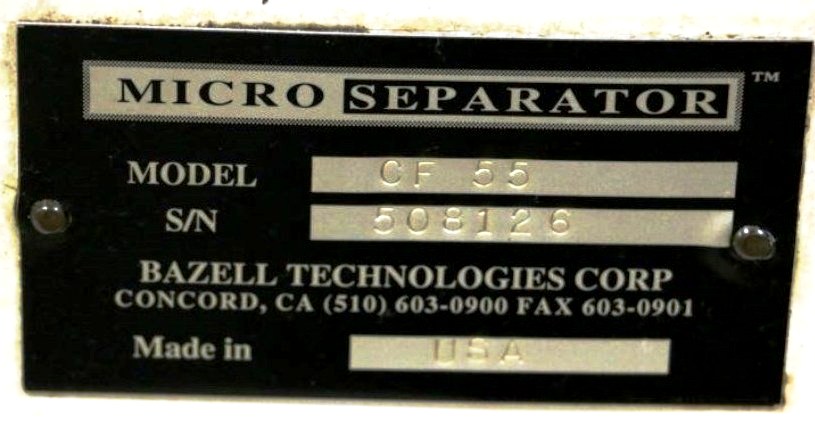 MICRO SEPARATOR ™
MODEL CF 55
S/N 508126
BAZELL TECHNOLOGIES CORP
CONCORD, CA (510) 603-0900 FAX 603-0901
Made in USA